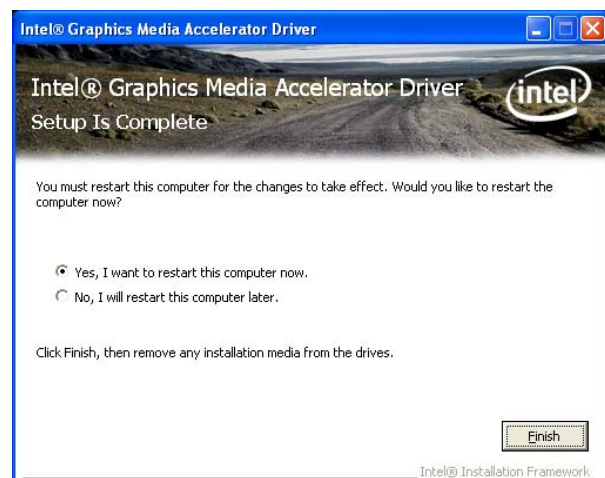 Intel® Graphics Media Accelerator Driver
Intel® Graphics Media Accelerator Driver
Setup Is Complete
intel
You must restart this computer for the changes to take effect. Would you like to restart the
computer now?
Yes, I want to restart this computer now.
No, I will restart this computer later.
Click Finish, then remove any installation media from the drives.
Finish
Intel® Installation Framework